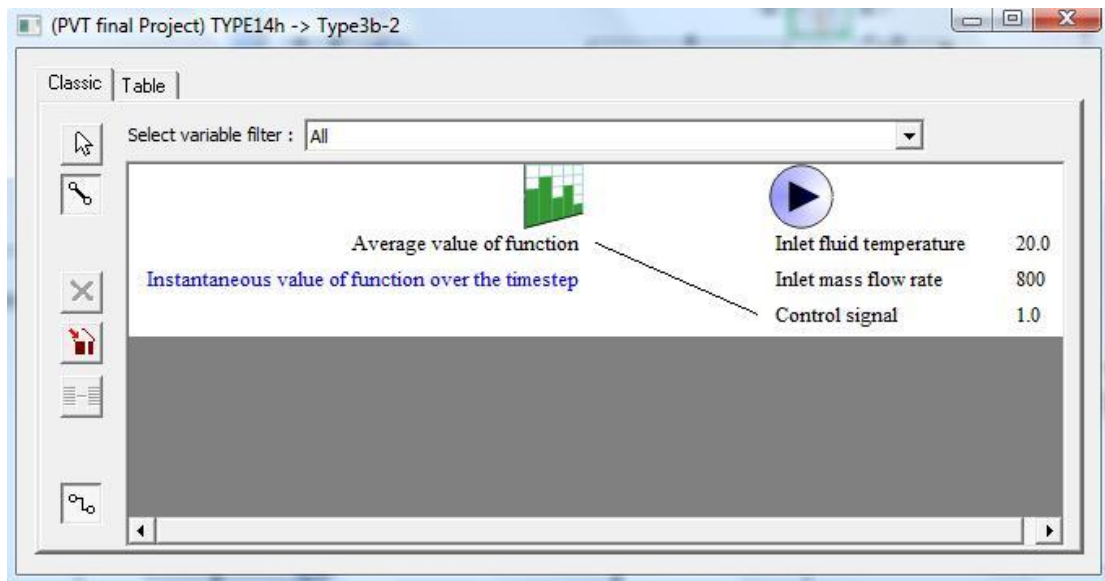 (PVT final Project) TYPE14h -> Type3b-2
Classic Table
Select variable filter : All
Average value of function Inlet fluid temperature 20.0
Instantaneous value of function over the timestep Inlet mass flow rate 800
Control signal 1.0